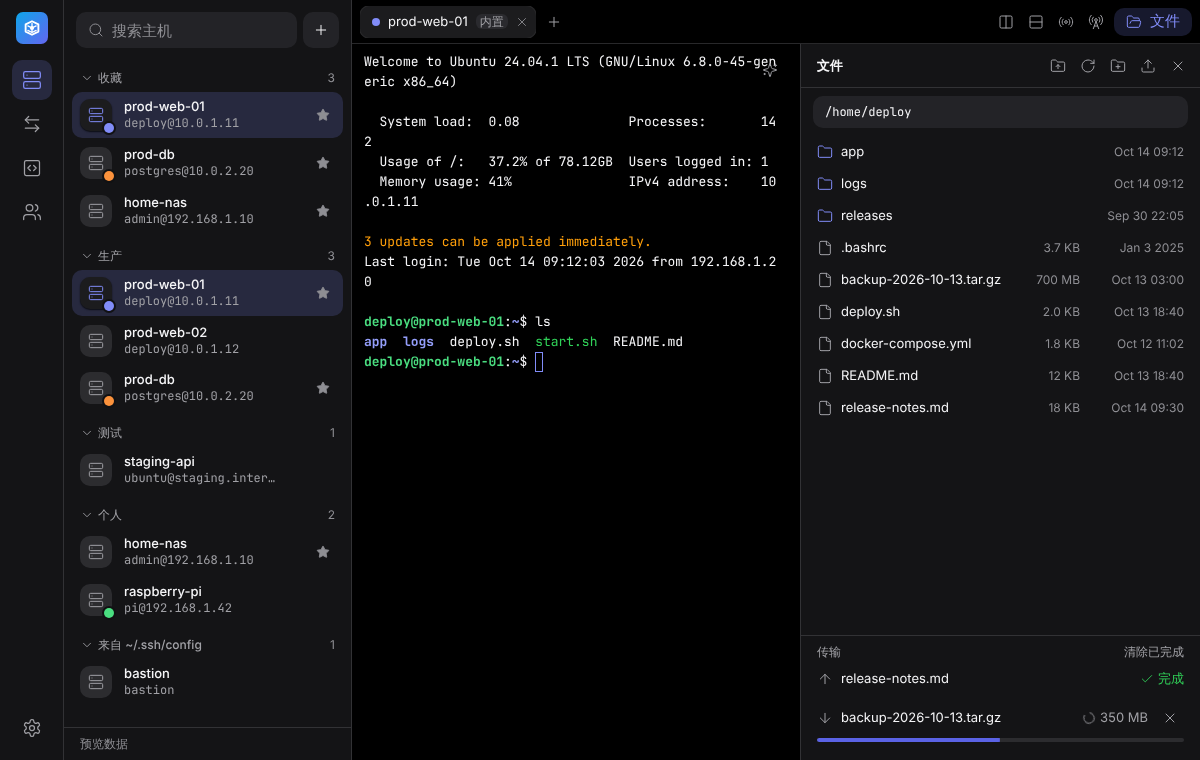 搜索主机
收藏 3
prod-web-01
deploy@10.0.1.11
prod-db
postgres@10.0.2.20
home-nas
admin@192.168.1.10
生产 3
prod-web-01
deploy@10.0.1.11
prod-web-02
deploy@10.0.1.12
prod-db
postgres@10.0.2.20
测试 1
staging-api
ubuntu@staging.inter…
个人 2
home-nas
admin@192.168.1.10
raspberry-pi
pi@192.168.1.42
来自 ~/.ssh/config 1
bastion
bastion
预览数据
prod-web-01 内置
Welcome to Ubuntu 24.04.1 LTS (GNU/Linux 6.8.0-45-gen
eric x86_64)
System load: 0.08 Processes: 14
2
Usage of /: 37.2% of 78.12GB Users logged in: 1
Memory usage: 41% IPv4 address: 10
.0.1.11
3 updates can be applied immediately.
Last login: Tue Oct 14 09:12:03 2026 from 192.168.1.2
0
deploy@prod-web-01:~$ ls
app logs deploy.sh start.sh README.md
deploy@prod-web-01:~$
文件
文件
/home/deploy
app Oct 14 09:12
logs Oct 14 09:12
releases Sep 30 22:05
.bashrc 3.7 KB Jan 3 2025
backup-2026-10-13.tar.gz 700 MB Oct 13 03:00
deploy.sh 2.0 KB Oct 13 18:40
docker-compose.yml 1.8 KB Oct 12 11:02
README.md 12 KB Oct 13 18:40
release-notes.md 18 KB Oct 14 09:30
传输 清除已完成
release-notes.md 完成
backup-2026-10-13.tar.gz 350 MB